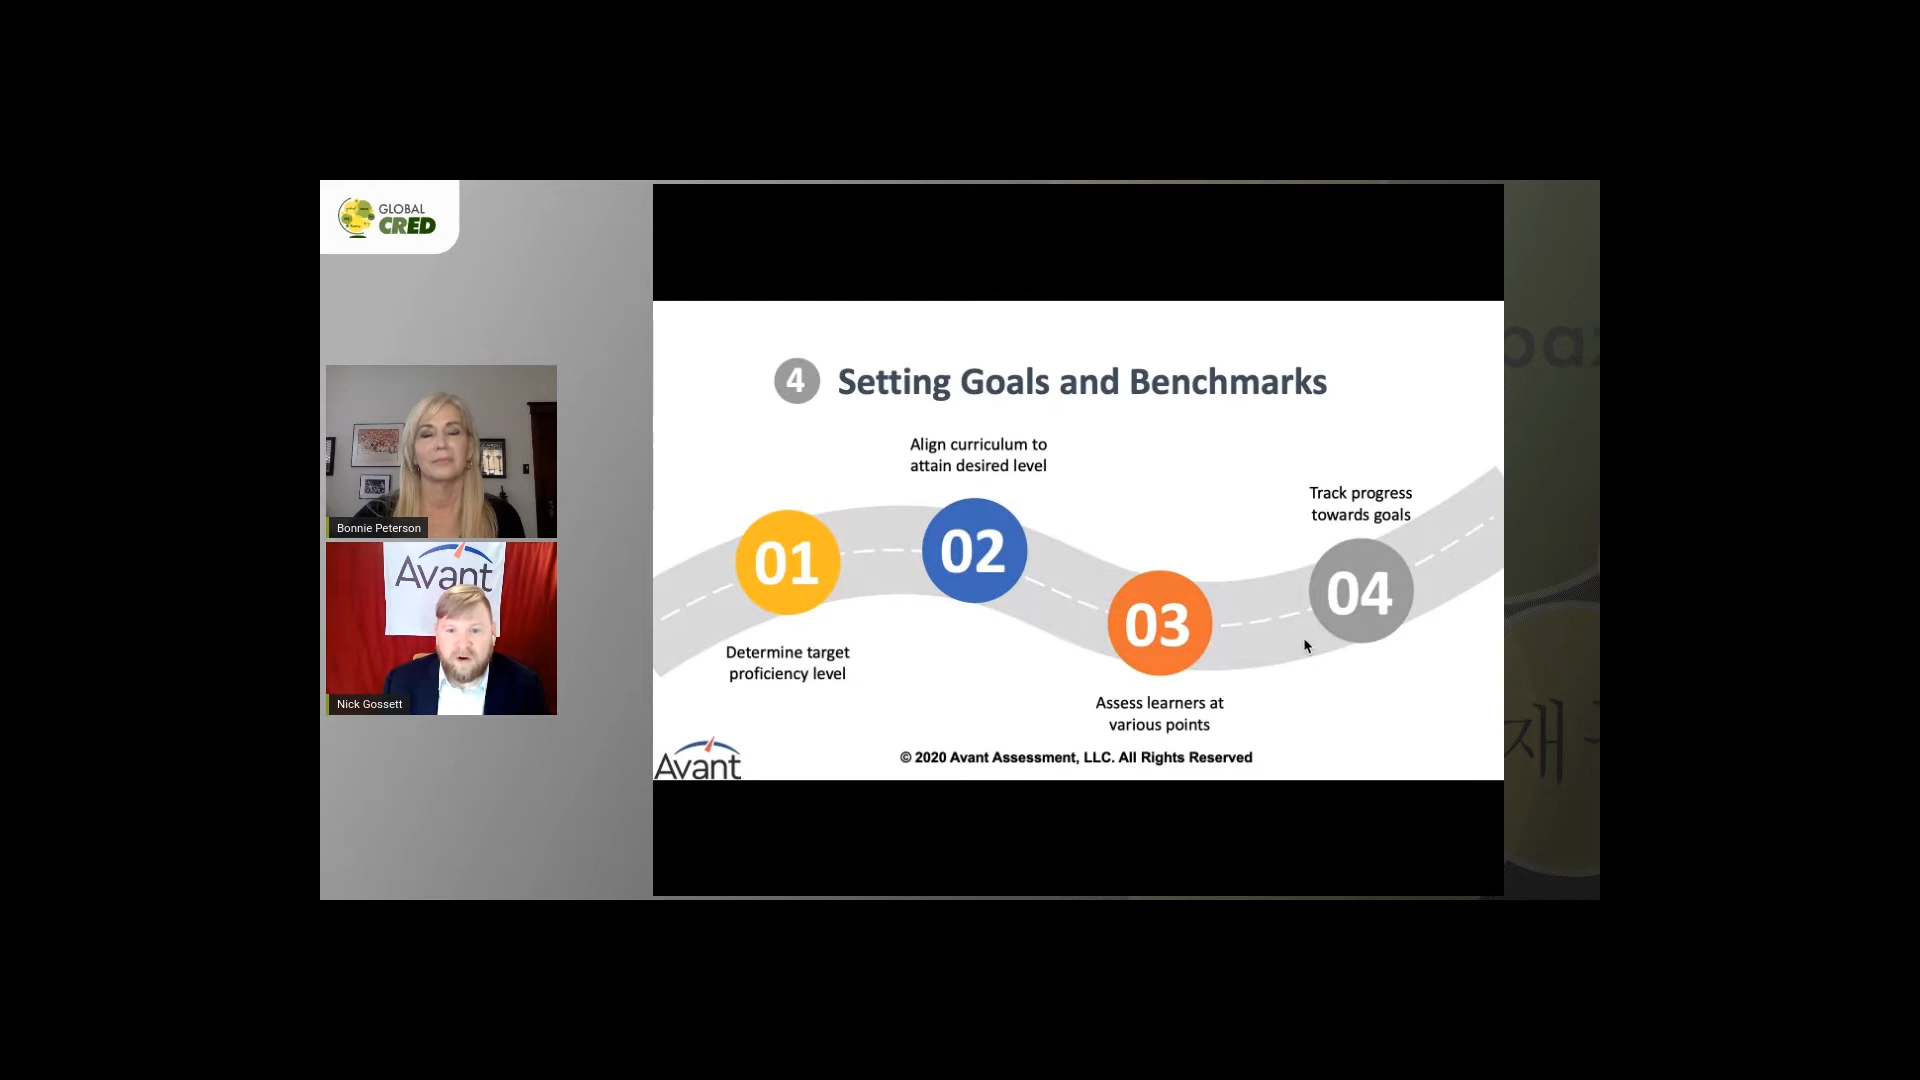 GLOBAL
CRED
4 Setting Goals and Benchmarks
Align curriculum to
attain desired level
Track progress
towards goals
01
02
03
04
Determine target
proficiency level
Assess learners at
various points
© 2020 Avant Assessment, LLC. All Rights Reserved
Avant
Bonnie Peterson
Avant
Nick Gossett
재